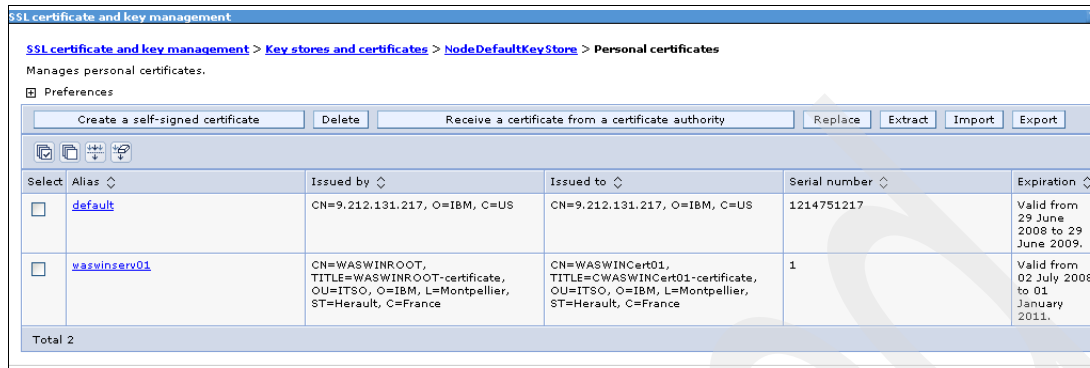 SSL certificate and key management
SSL certificate and key management > Key stores and certificates > NodeDefaultKeyStore > Personal certificates
Manages personal certificates.
Preferences
Create a self-signed certificate Delete Receive a certificate from a certificate authority Replace Extract Import Export
Select Alias Issued by Issued to Serial number Expiration
default CN=9.212.131.217, O=IBM, C=US CN=9.212.131.217, O=IBM, C=US 1214751217 Valid from
29 June
2008 to 29
June 2009.
waswinserv01 CN=WASWINROOT, CN=WASWINCert01, 1 Valid from
TITLE=WASWINROOT-certificate, TITLE=CWASWINCert01-certificate, 02 July 2008
OU=ITSO, O=IBM, L=Montpellier, OU=ITSO, O=IBM, L=Montpellier, to 01
ST=Herault, C=France ST=Herault, C=France January
2011.
Total 2